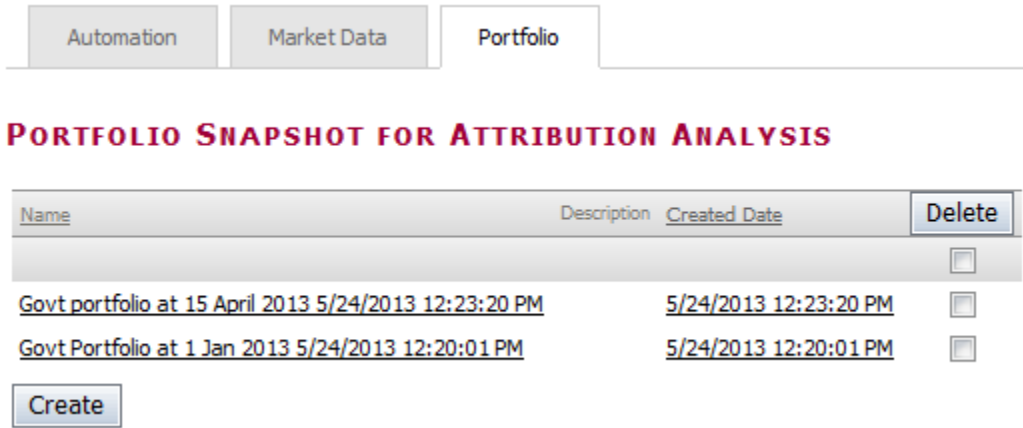 Automation Market Data Portfolio
PORTFOLIO SNAPSHOT FOR ATTRIBUTION ANALYSIS
Name Description Created Date Delete
Govt portfolio at 15 April 2013 5/24/2013 12:23:20 PM 5/24/2013 12:23:20 PM
Govt Portfolio at 1 Jan 2013 5/24/2013 12:20:01 PM 5/24/2013 12:20:01 PM
Create